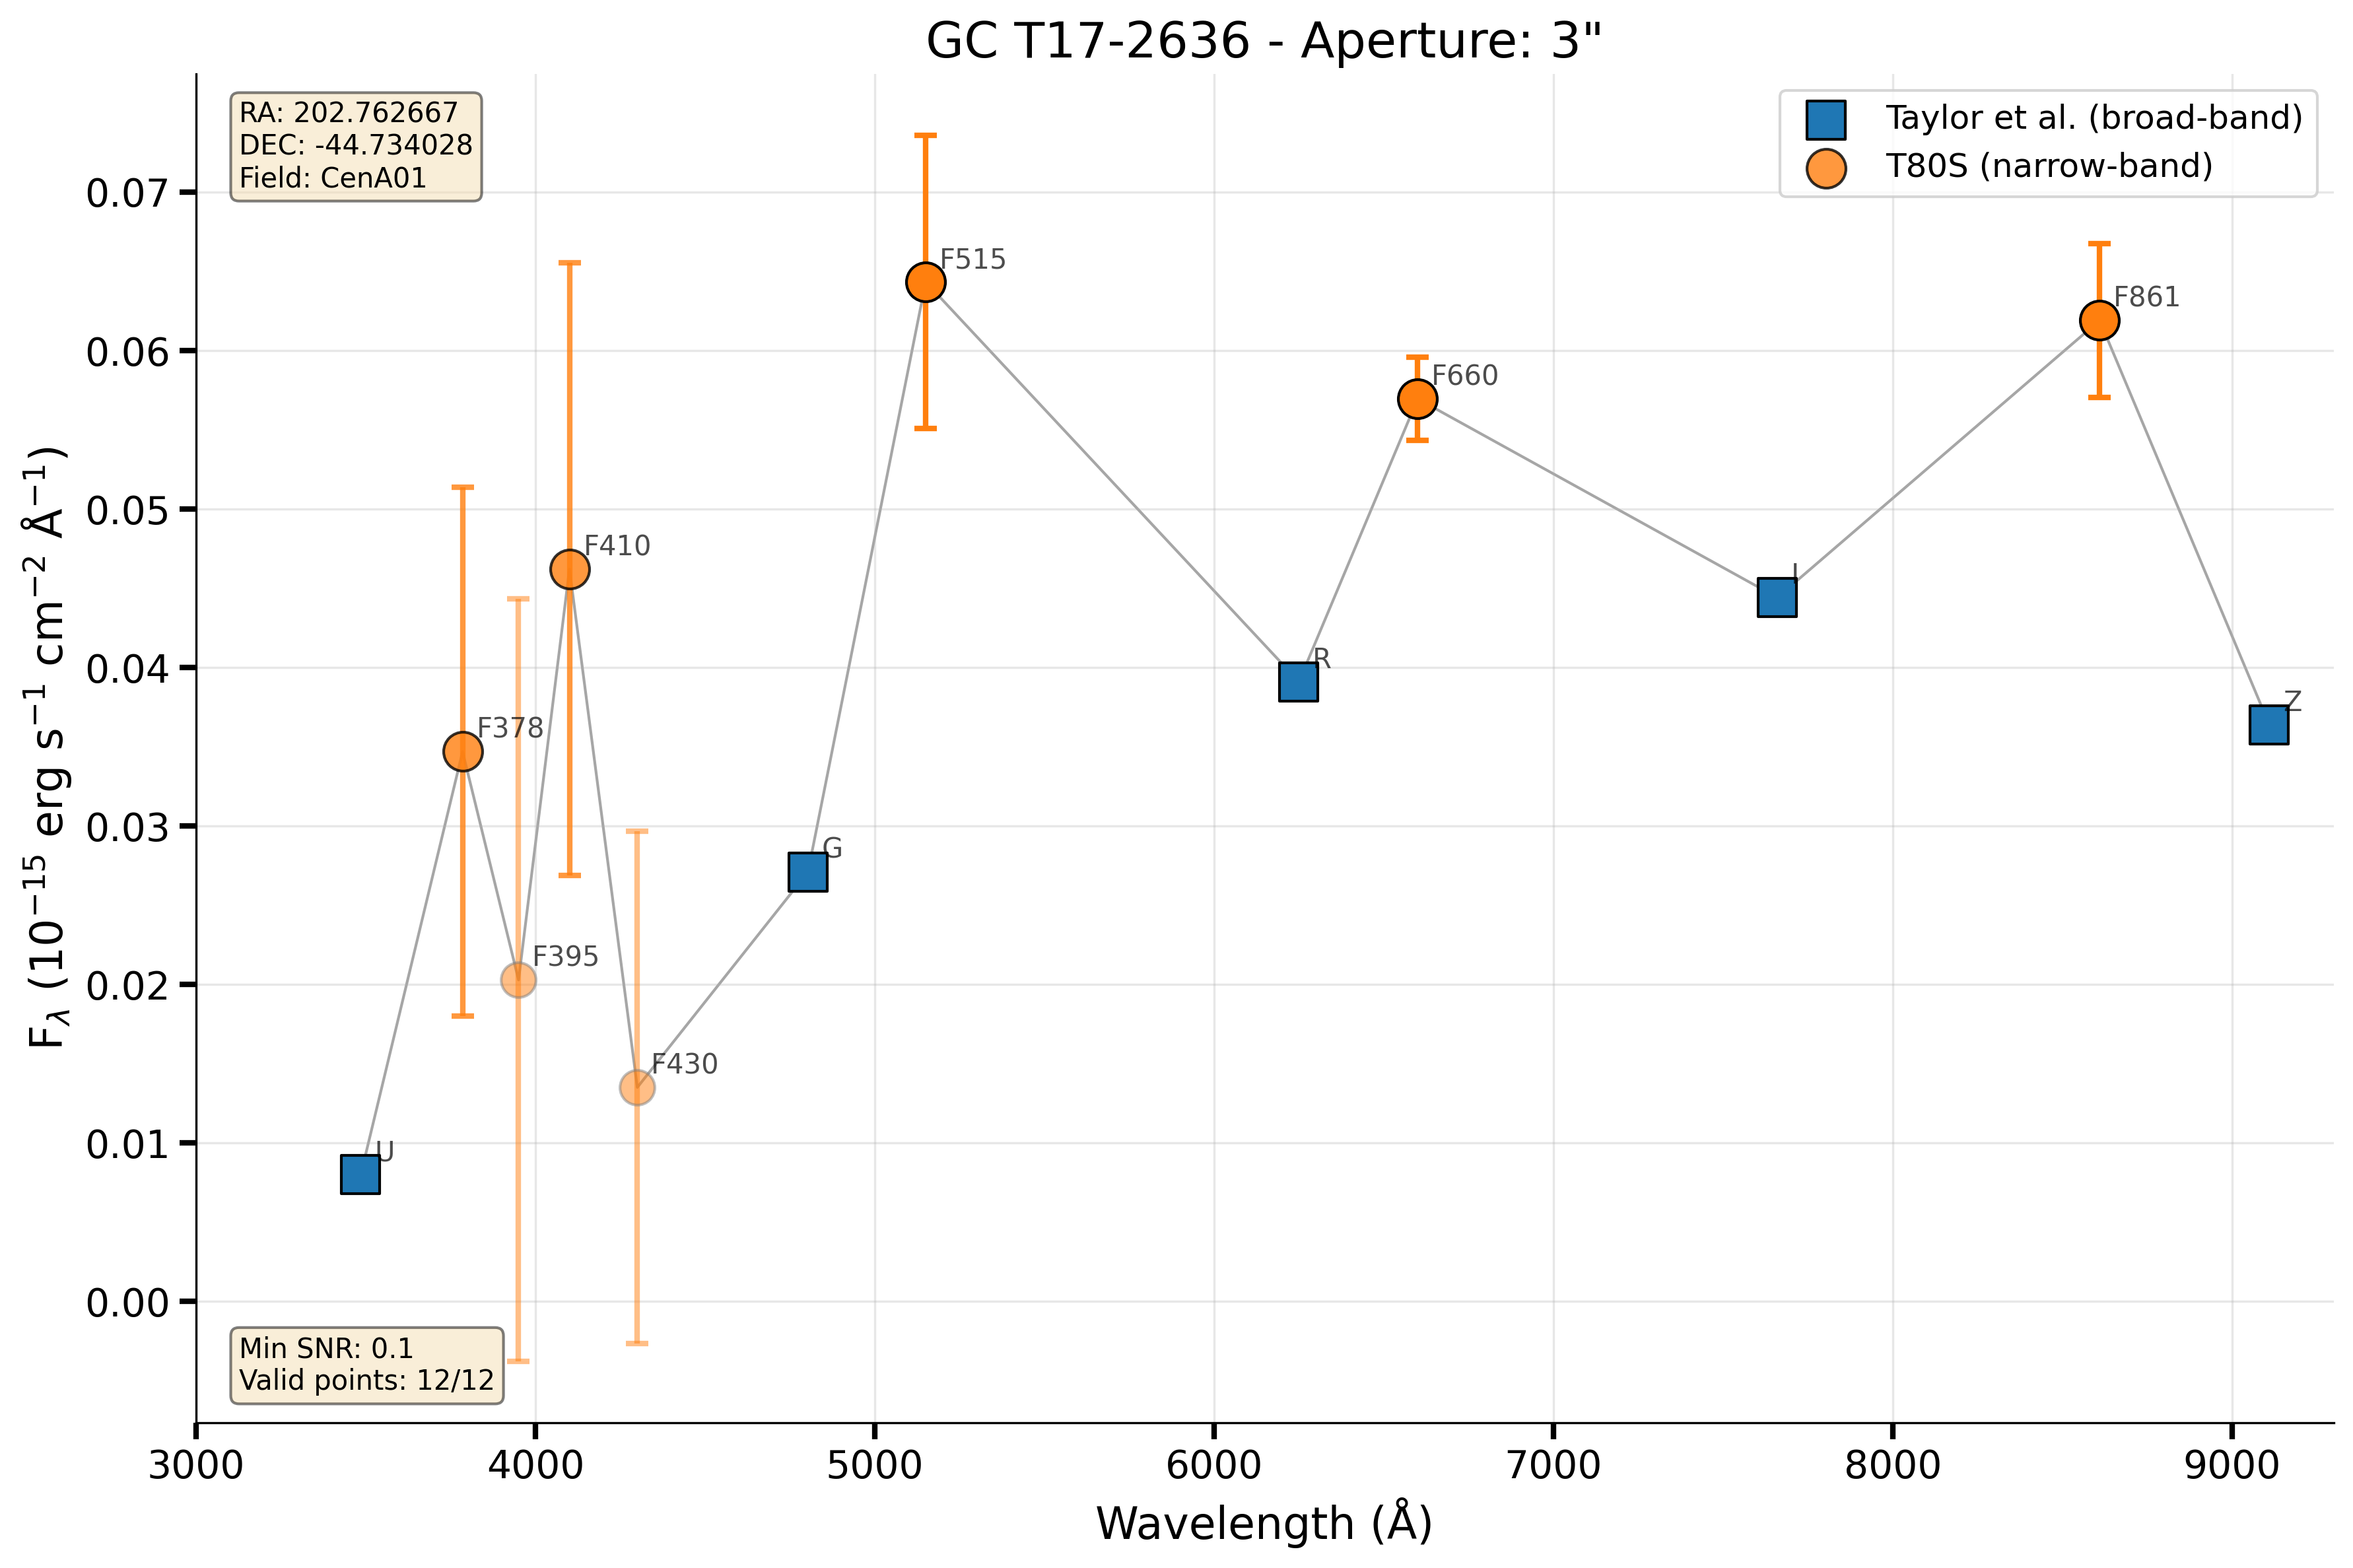 GC T17-2636 - Aperture: 3"
RA: 202.762667
DEC: -44.734028
Field: CenA01
Taylor et al. (broad-band)
T80S (narrow-band)
F515
F861
F660
F410
I
R
F378
Z
G
F395
F430
U
0.07
0.06
0.05
0.04
0.03
0.02
0.01
0.00
F$_{λ}$ (10$^{−15}$ erg s$^{−1}$ cm$^{−2}$ Å$^{−1}$)
Min SNR: 0.1
Valid points: 12/12
3000 4000 5000 6000 7000 8000 9000
Wavelength (Å)